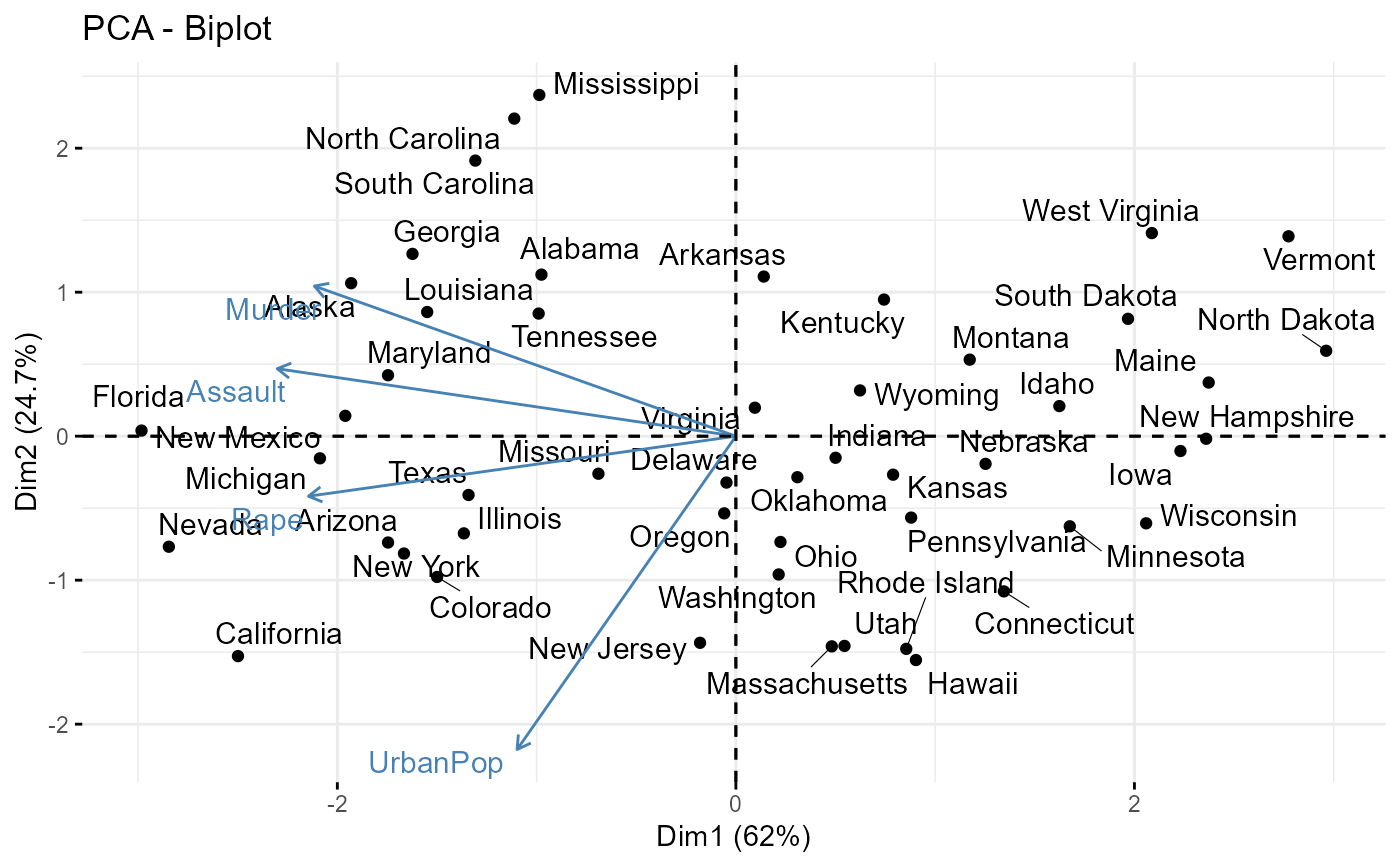 PCA - Biplot
Mississippi
North Carolina
2
South Carolina
West Virginia
Georgia
Alabama
Arkansas
Vermont
1
Louisiana
South Dakota
Alaska
Murder
North Dakota
Kentucky
Tennessee
Montana
Maryland
Maine
Idaho
Assault
Florida
Wyoming
Virginia
New Hampshire
0
New Mexico
Indiana
Nebraska
Missouri
Delaware
Texas
Michigan
Iowa
Kansas
Oklahoma
Nevada
Rape
Arizona
Illinois
Wisconsin
Oregon
Pennsylvania
Ohio
Minnesota
New York
-1
Rhode Island
Washington
Colorado
Connecticut
Utah
California
New Jersey
Massachusetts
Hawaii
-2
UrbanPop
-2
0
2
Dim1 (62%)
Dim2 (24.7%)